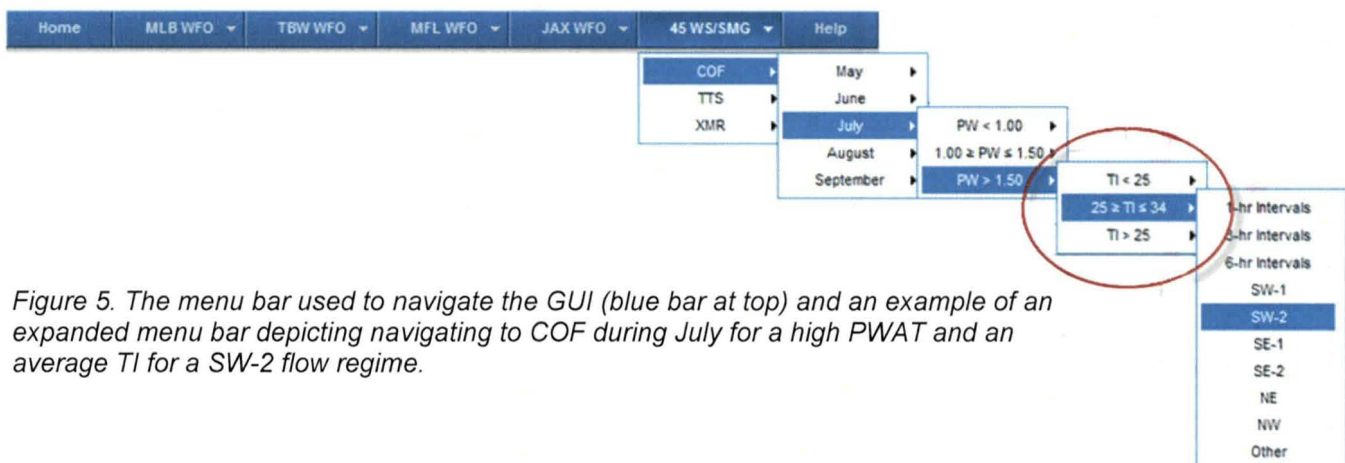 Home MLB WFO TBW WFO MFL WFO JAX WFO 45 WS/SMG Help
COF
TTS
XMR
May
June
July
August
September
PW < 1.00
1.00 ≥ PW ≤ 1.50
PW > 1.50
TI < 25
25 ≥ TI ≤ 34
TI > 25
1-hr Intervals
3-hr Intervals
6-hr Intervals
SW-1
SW-2
SE-1
SE-2
NE
NW
Other
Figure 5. The menu bar used to navigate the GUI (blue bar at top) and an example of an
expanded menu bar depicting navigating to COF during July for a high PWAT and an
average TI for a SW-2 flow regime.